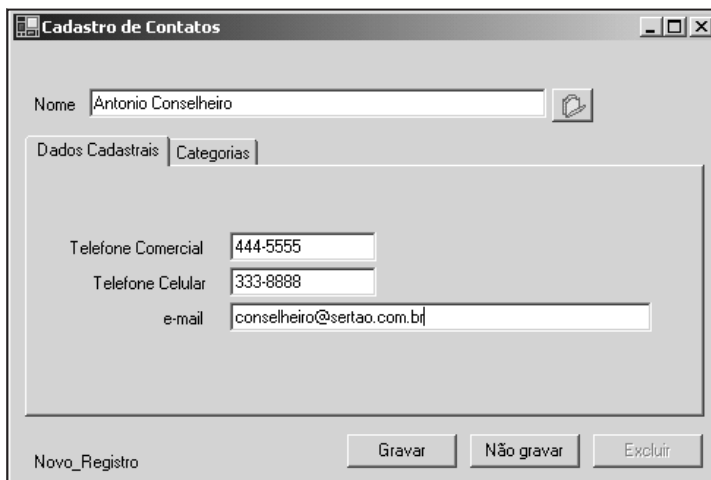 Cadastro de Contatos
Nome Antonio Conselheiro
Dados Cadastrais Categorias
Telefone Comercial 444-5555
Telefone Celular 333-8888
e-mail conselheiro@sertao.com.br
Novo_Registro Gravar Não gravar Excluir